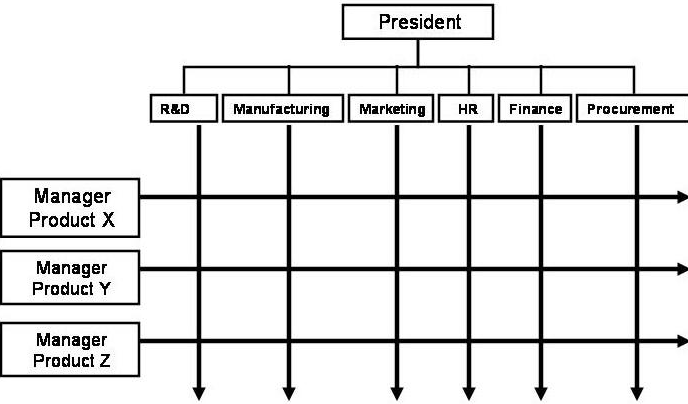 President
R&D Manufacturing Marketing HR Finance Procurement
Manager
Product X
Manager
Product Y
Manager
Product Z